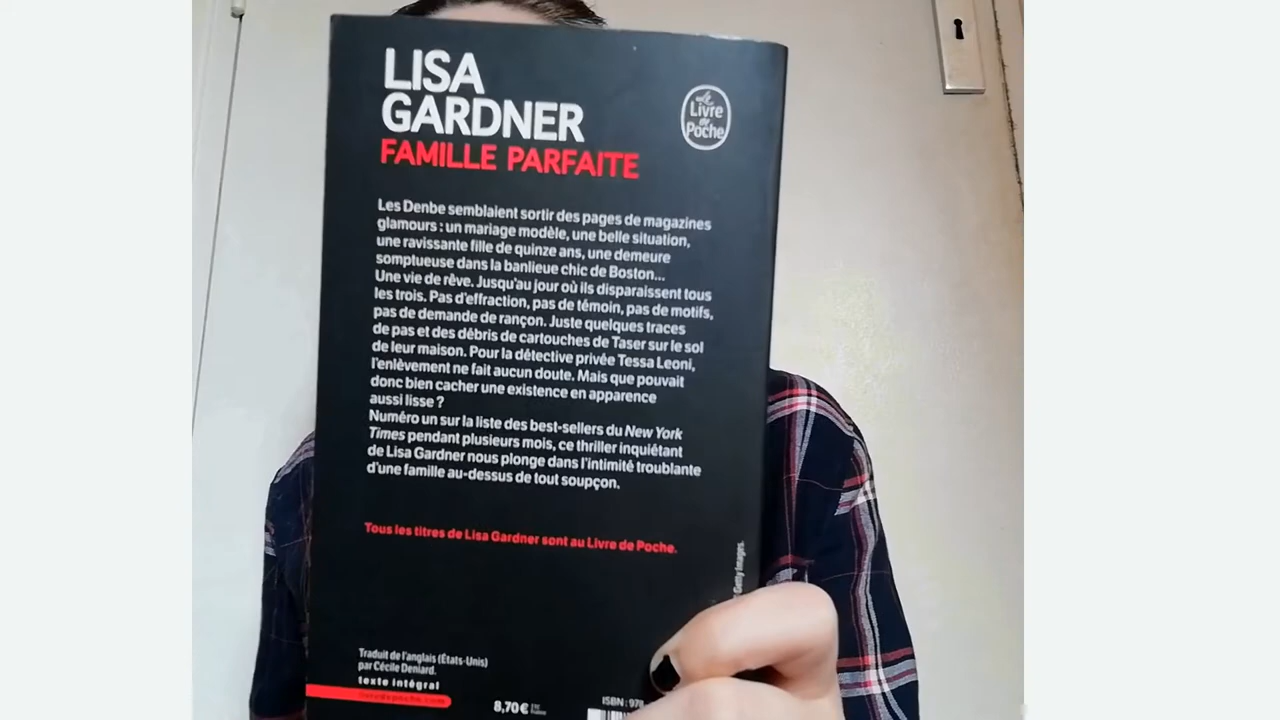 LISA
GARDNER
FAMILLE PARFAITE
Le
Livre
de
Poche
Les Denbe semblaient sortir des pages de magazines
glamours : un mariage modèle, une belle situation,
une ravissante fille de quinze ans, une demeure
somptueuse dans la banlieue chic de Boston...
Une vie de rêve. Jusqu'au jour où ils disparaissent tous
les trois. Pas d'effraction, pas de témoin, pas de motifs,
pas de demande de rançon. Juste quelques traces
de pas et des débris de cartouches de Taser sur le sol
de leur maison. Pour la détective privée Tessa Leoni,
l'enlèvement ne fait aucun doute. Mais que pouvait
donc bien cacher une existence en apparence
aussi lisse ?
Numéro un sur la liste des best-sellers du New York
Times pendant plusieurs mois, ce thriller inquiétant
de Lisa Gardner nous plonge dans l'intimité troublante
d'une famille au-dessus de tout soupçon.
Tous les titres de Lisa Gardner sont au Livre de Poche.
Getty Images.
Traduit de l'anglais (États-Unis)
par Cécile Deniard.
texte intégral
livredepoche.com
8,70 €
ISBN : 978